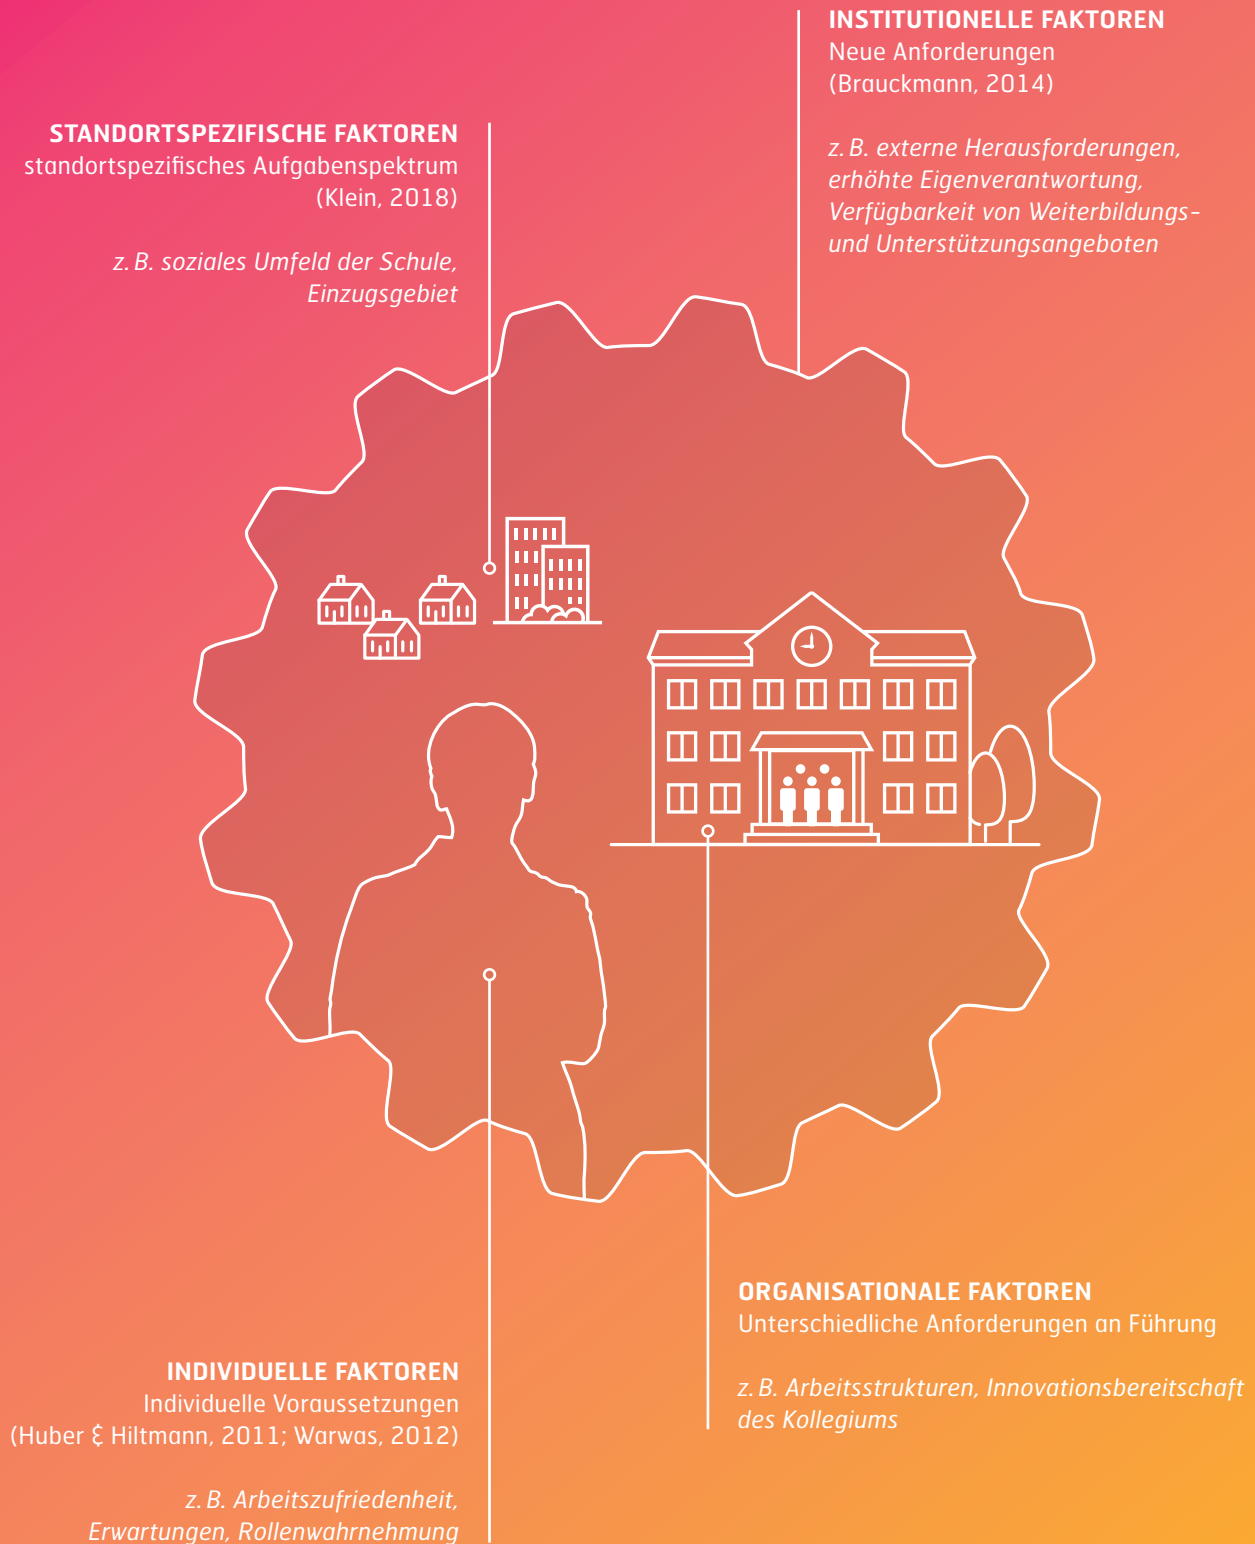 INSTITUTIONELLE FAKTOREN
Neue Anforderungen
(Brauckmann, 2014)
z. B. externe Herausforderungen,
erhöhte Eigenverantwortung,
Verfügbarkeit von Weiterbildungs-
und Unterstützungsangeboten
STANDORTSPEZIFISCHE FAKTOREN
standortspezifisches Aufgabenspektrum
(Klein, 2018)
z. B. soziales Umfeld der Schule,
Einzugsgebiet
ORGANISATIONALE FAKTOREN
Unterschiedliche Anforderungen an Führung
z. B. Arbeitsstrukturen, Innovationsbereitschaft
des Kollegiums
INDIVIDUELLE FAKTOREN
Individuelle Voraussetzungen
(Huber & Hiltmann, 2011; Warwas, 2012)
z. B. Arbeitszufriedenheit,
Erwartungen, Rollenwahrnehmung